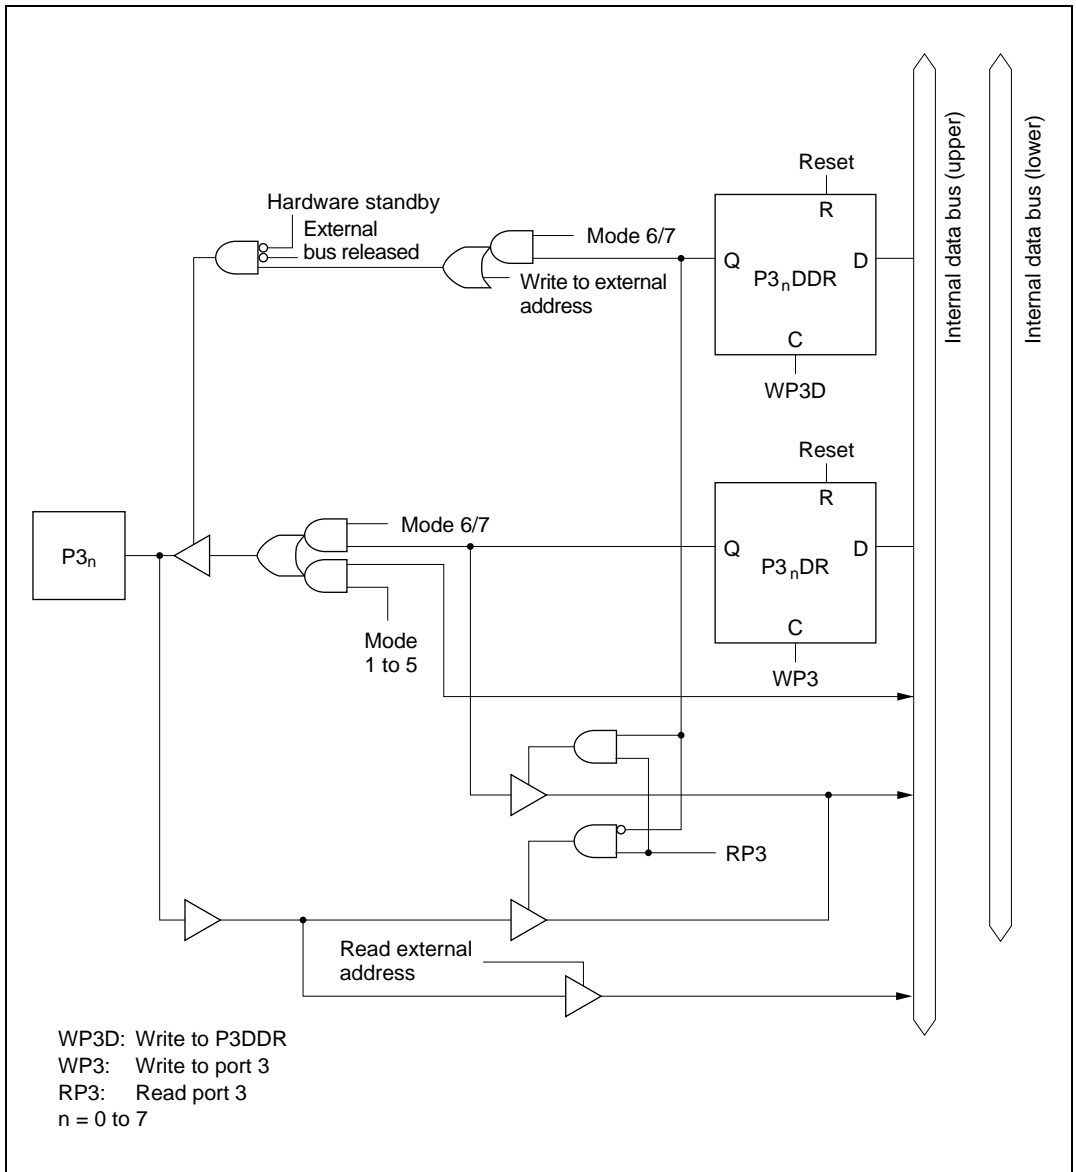 Internal data bus (upper)
Internal data bus (lower)
Reset
R
Hardware standby
External
bus released
Mode 6/7
Q
D
P3nDDR
Write to external
address
C
WP3D
Reset
R
Mode 6/7
Q
D
P3n
P3nDR
C
Mode
1 to 5
WP3
RP3
Read external
address
WP3D: Write to P3DDR
WP3: Write to port 3
RP3: Read port 3
n = 0 to 7